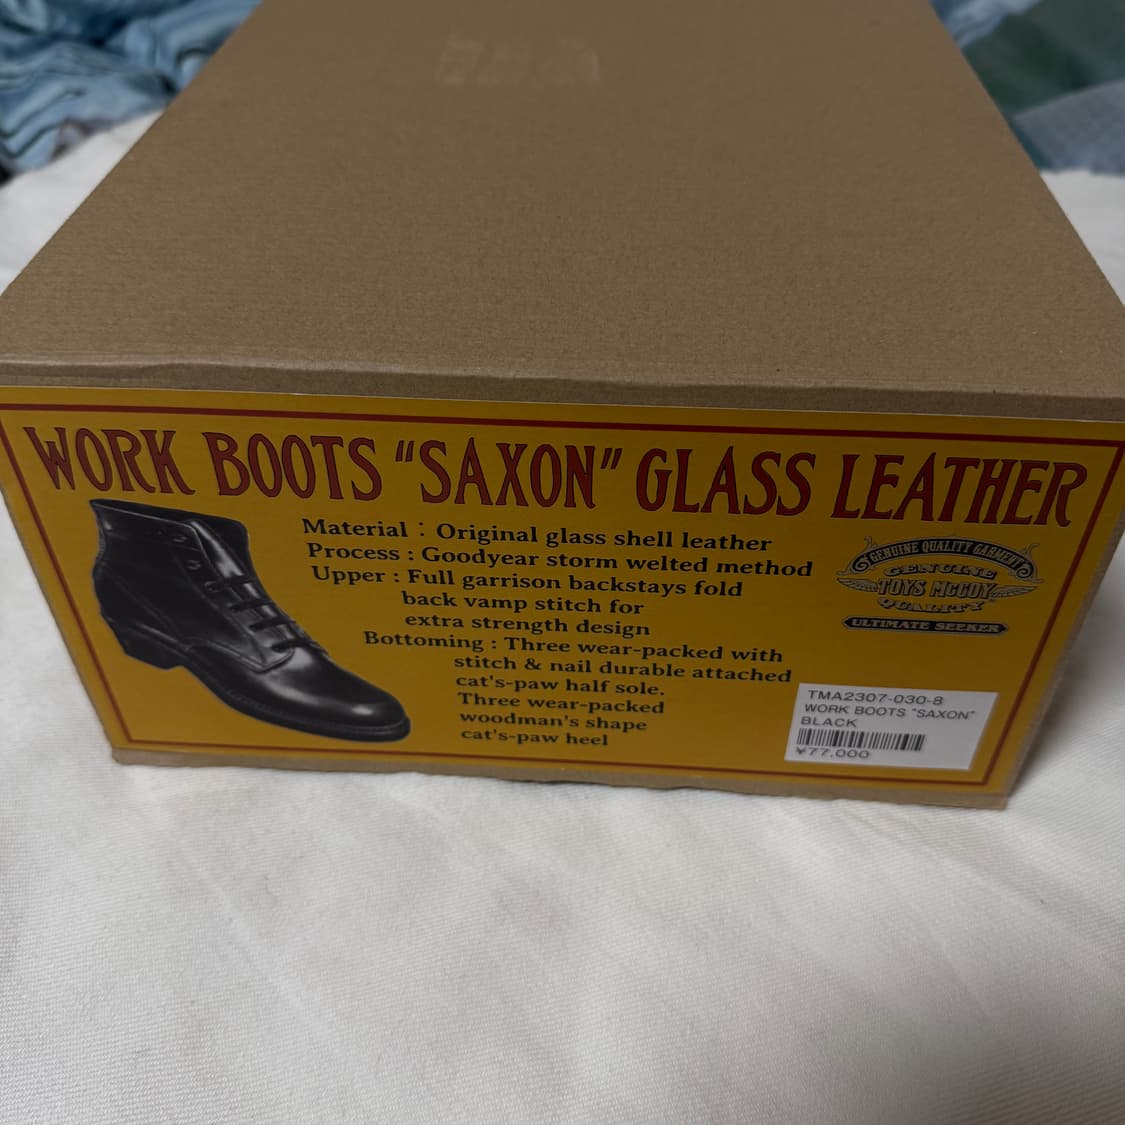 WORK BOOTS "SAXON" GLASS LEATHER
Material : Original glass shell leather
Process : Goodyear storm welted method
Upper : Full garrison backstays fold
back vamp stitch for
extra strength design
Bottoming : Three wear-packed with
stitch & nail durable attached
cat's-paw half sole.
Three wear-packed
woodman's shape
cat's-paw heel
GENUINE QUALITY GARMENT
GENUINE
TOYS McCOY
QUALITY
ULTIMATE SEEKER
TMA2307-030-8
WORK BOOTS "SAXON"
BLACK
¥77,000